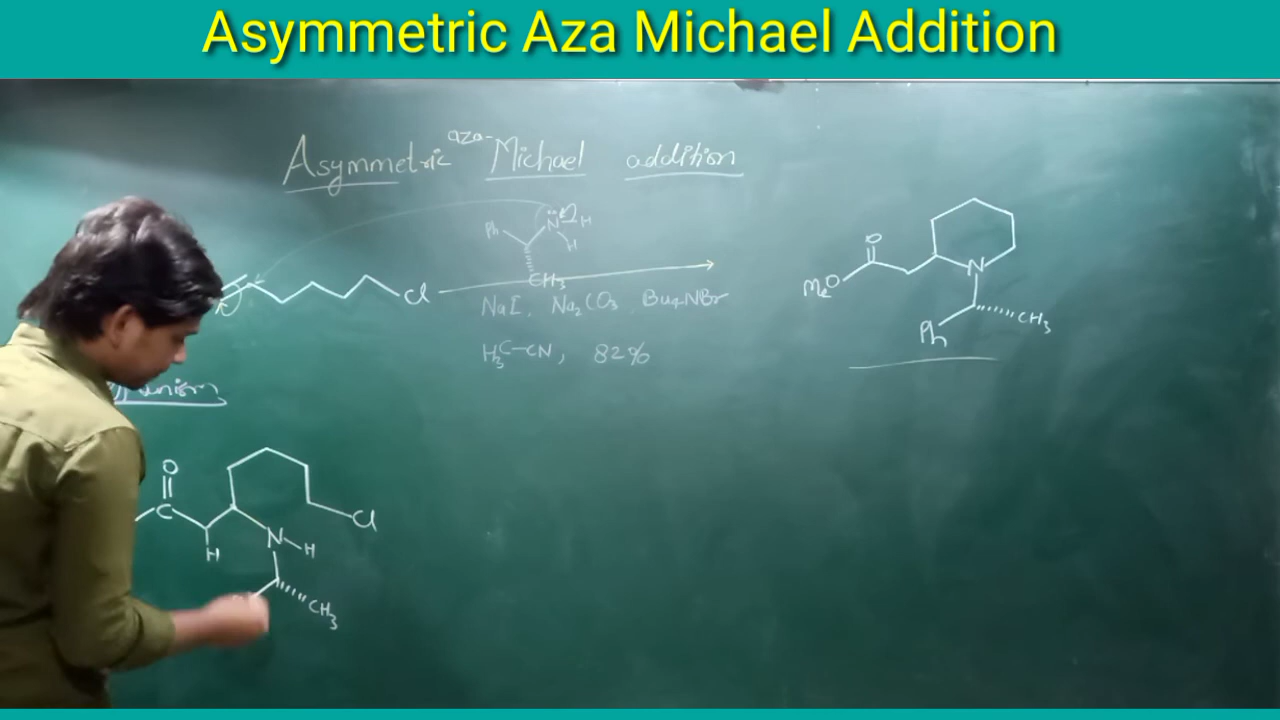 Asymmetric Aza Michael Addition
Asymmetric aza-Michael addition
Ph N H
H
CH₃
Cl
NaI, Na₂CO₃, Bu₄NBr
H₃C-CN, 82%
O
MeO
N
Ph
CH₃
O
C
H
N-H
Cl
CH₃